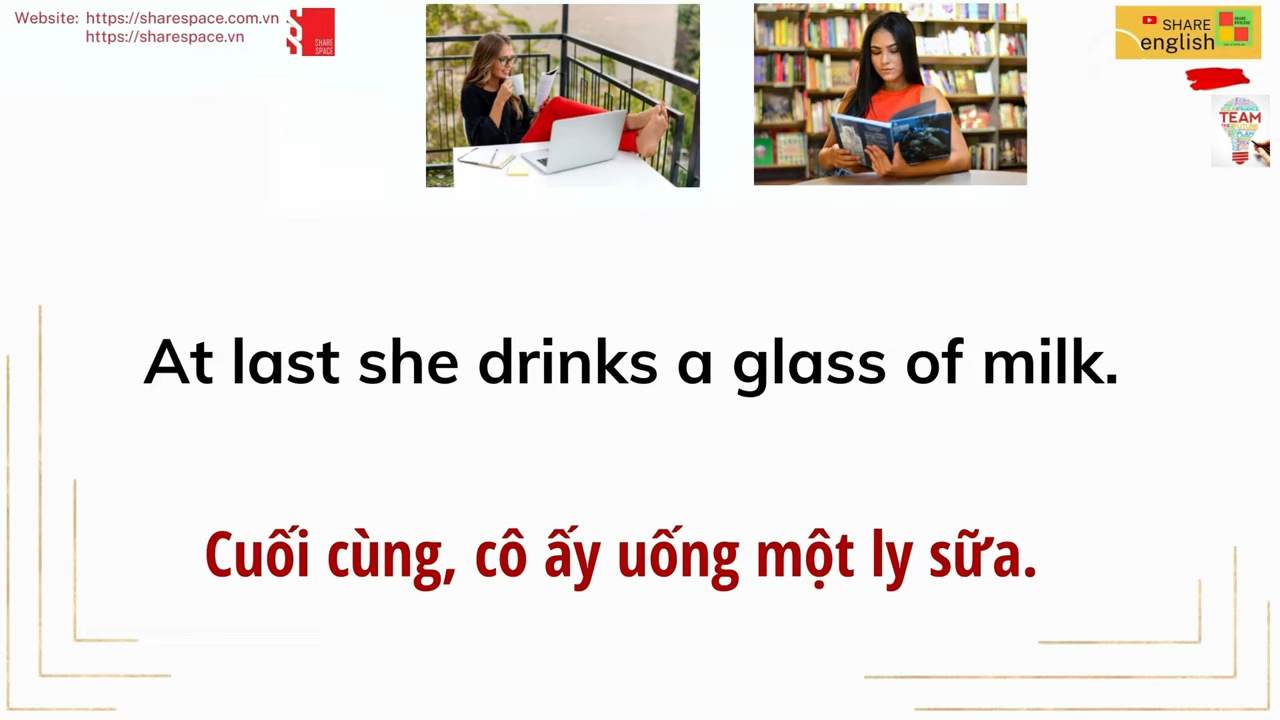 Website: https://sharespace.com.vn
https://sharespace.vn
SHARE
SPACE
SHARE
english
TEAM
PLAN
At last she drinks a glass of milk.
Cuối cùng, cô ấy uống một ly sữa.